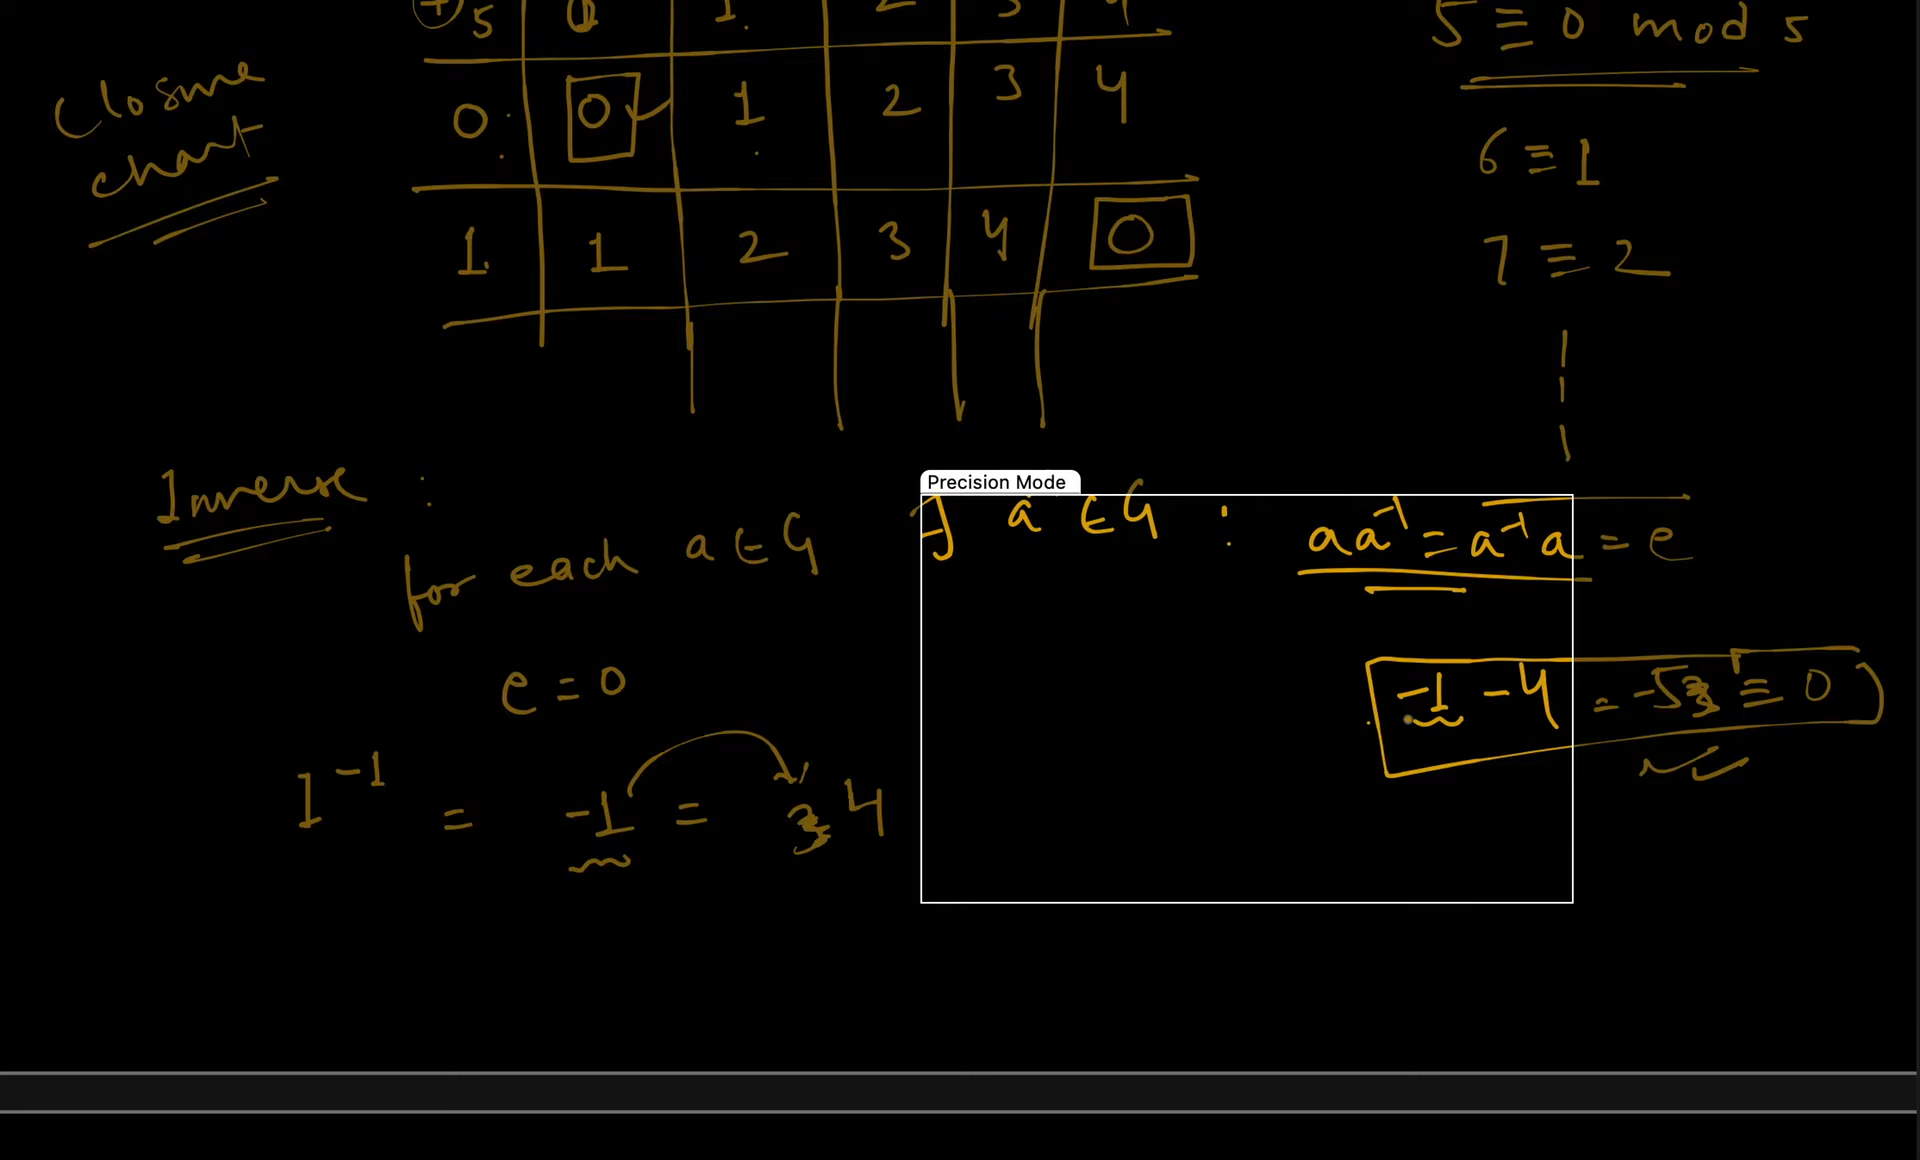 + 5 0 1. 2 3 4
5 ≡ 0 mod 5
Closure
chart
0 0 1 2 3 4
6 ≡ 1
1. 1 2 3 4 0
7 ≡ 2
Inverse :
Precision Mode
for each a ∈ G ∃ a⁻¹ ∈ G : aa⁻¹ = a⁻¹a = e
e = 0
-1 -4 = -5 ≡ 0
1⁻¹ = -1 = 4